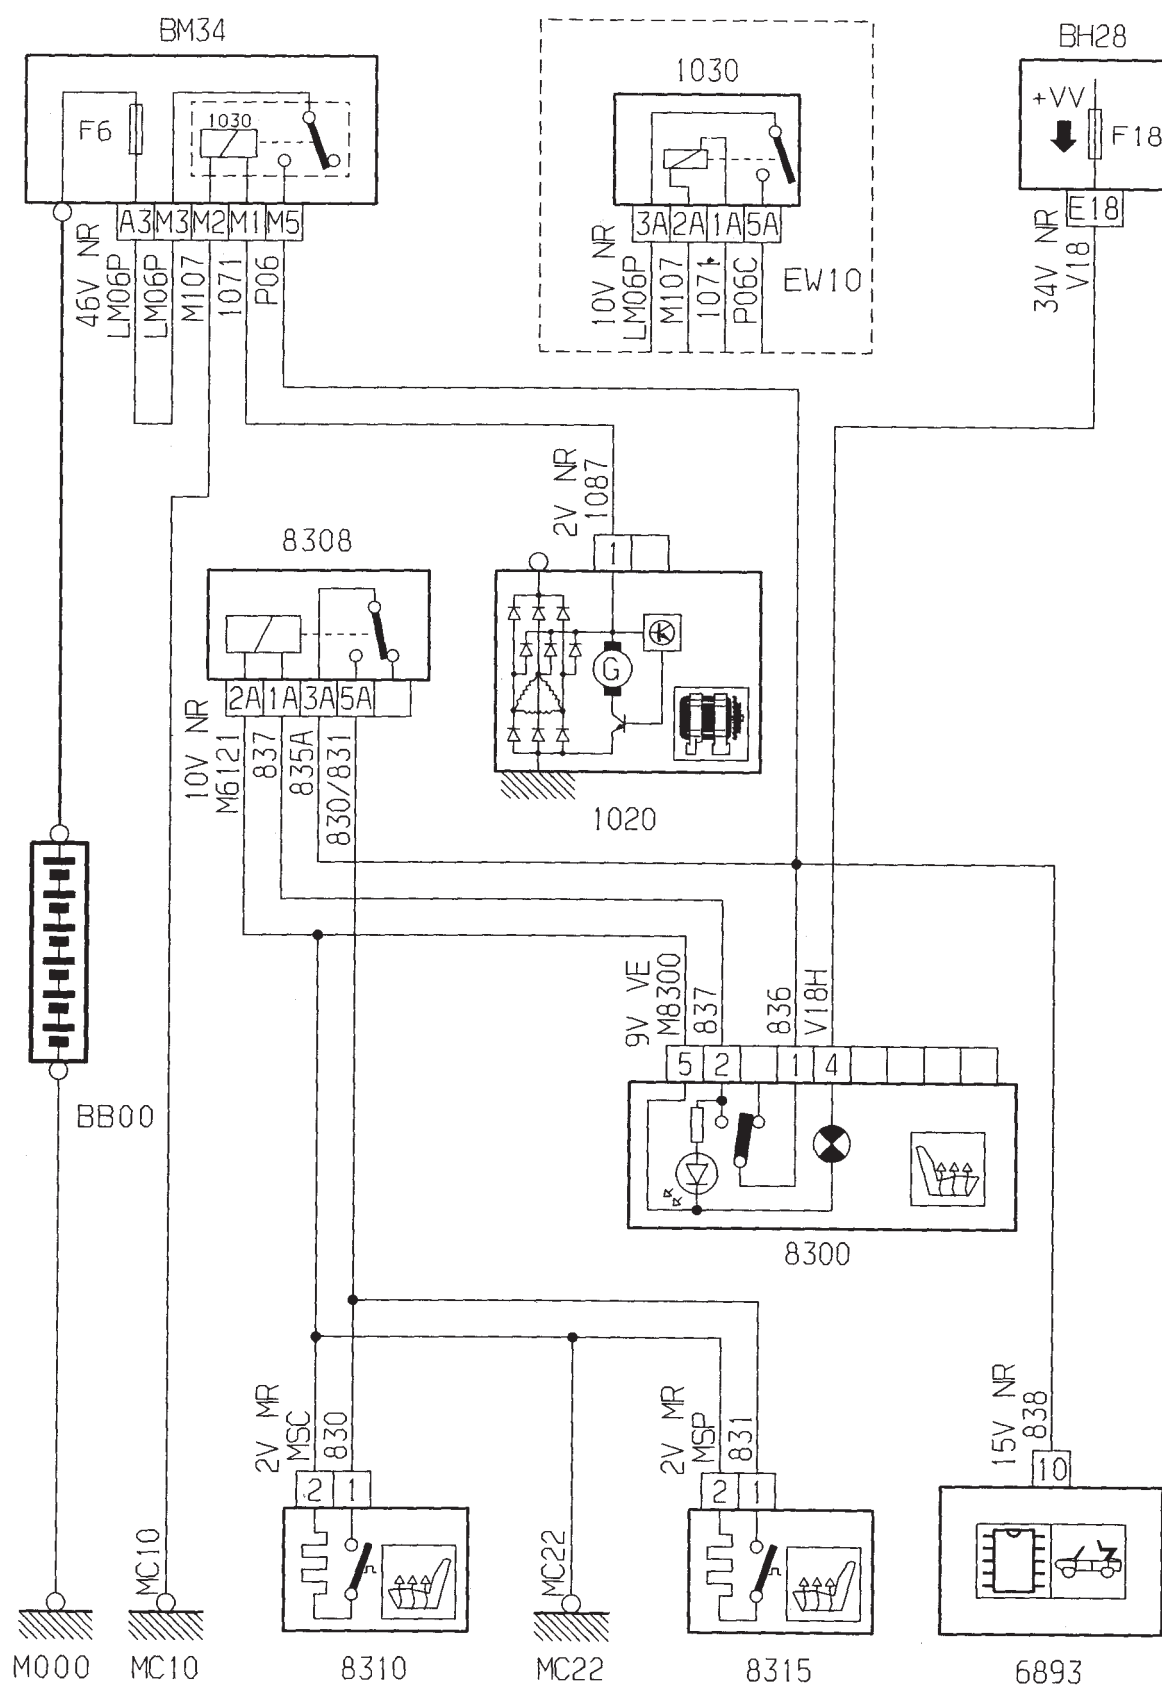 BM34
BH28
1030
F6
1030
+VV
F18
A3 M3 M2 M1 M5
3A 2A 1A 5A
E18
46V NR
LM06P
LM06P
M107
1071
P06
10V NR
LM06P
M107
1071
P06C
EW10
34V NR
V18
2V NR
1087
8308
1
G
2A 1A 3A 5A
10V NR
M6121
837
835A
830/831
1020
9V VE
M8300
837
836
V18H
5 2 1 4
BB00
8300
2V MR
MSC
830
2V MR
MSP
831
15V NR
838
2 1
2 1
10
MC10
MC22
M000
MC10
8310
MC22
8315
6893